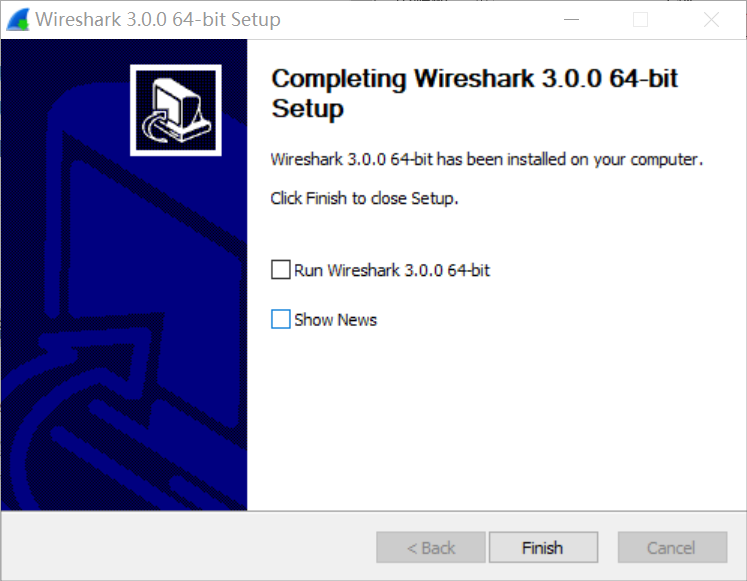 Wireshark 3.0.0 64-bit Setup
Completing Wireshark 3.0.0 64-bit
Setup
Wireshark 3.0.0 64-bit has been installed on your computer.
Click Finish to close Setup.
Run Wireshark 3.0.0 64-bit
Show News
< Back
Finish
Cancel